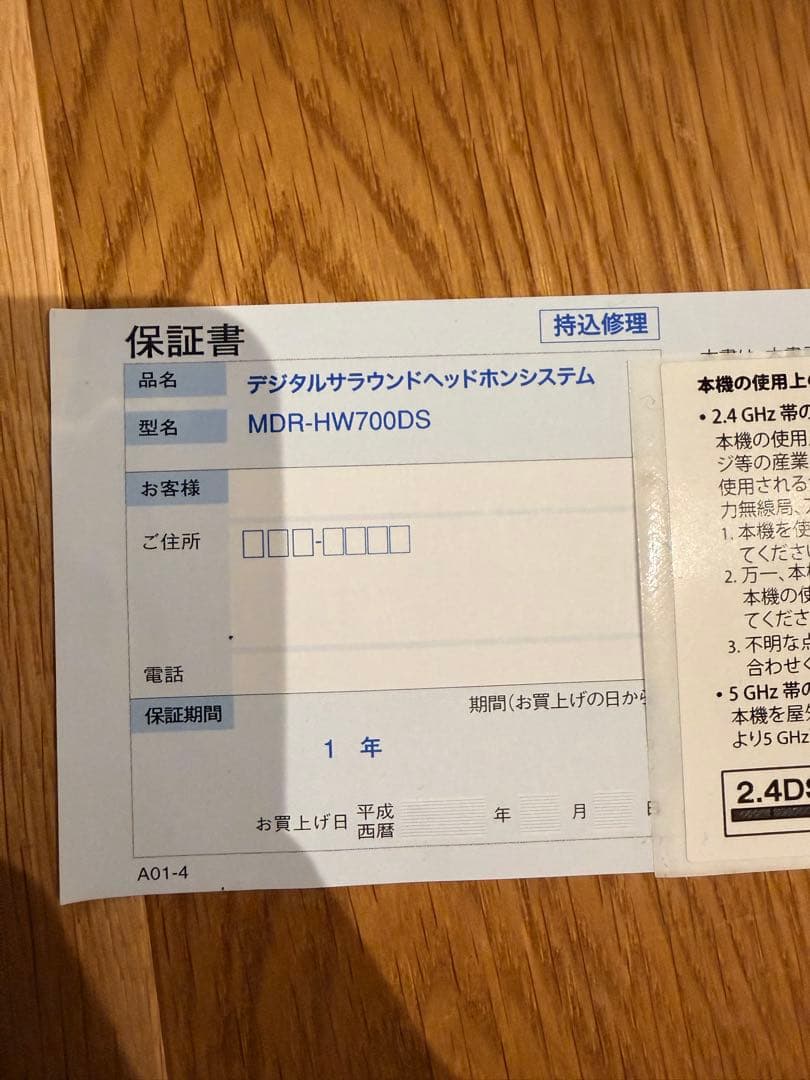 保証書
持込修理
品名
デジタルサラウンドヘッドホンシステム
型名
MDR-HW700DS
お客様
ご住所
□□□-□□□□
電話
保証期間
期間(お買上げの日から
1 年
お買上げ日 平成 西暦 年 月
A01-4
本機の使用上の
• 2.4 GHz 帯の
本機の使用
ジ等の産業
使用される
力無線局、
1. 本機を使
てください
2. 万一、本機
本機の使
てくださ
3. 不明な点
合わせく
• 5 GHz 帯の
本機を屋外
より5 GHz
2.4DS